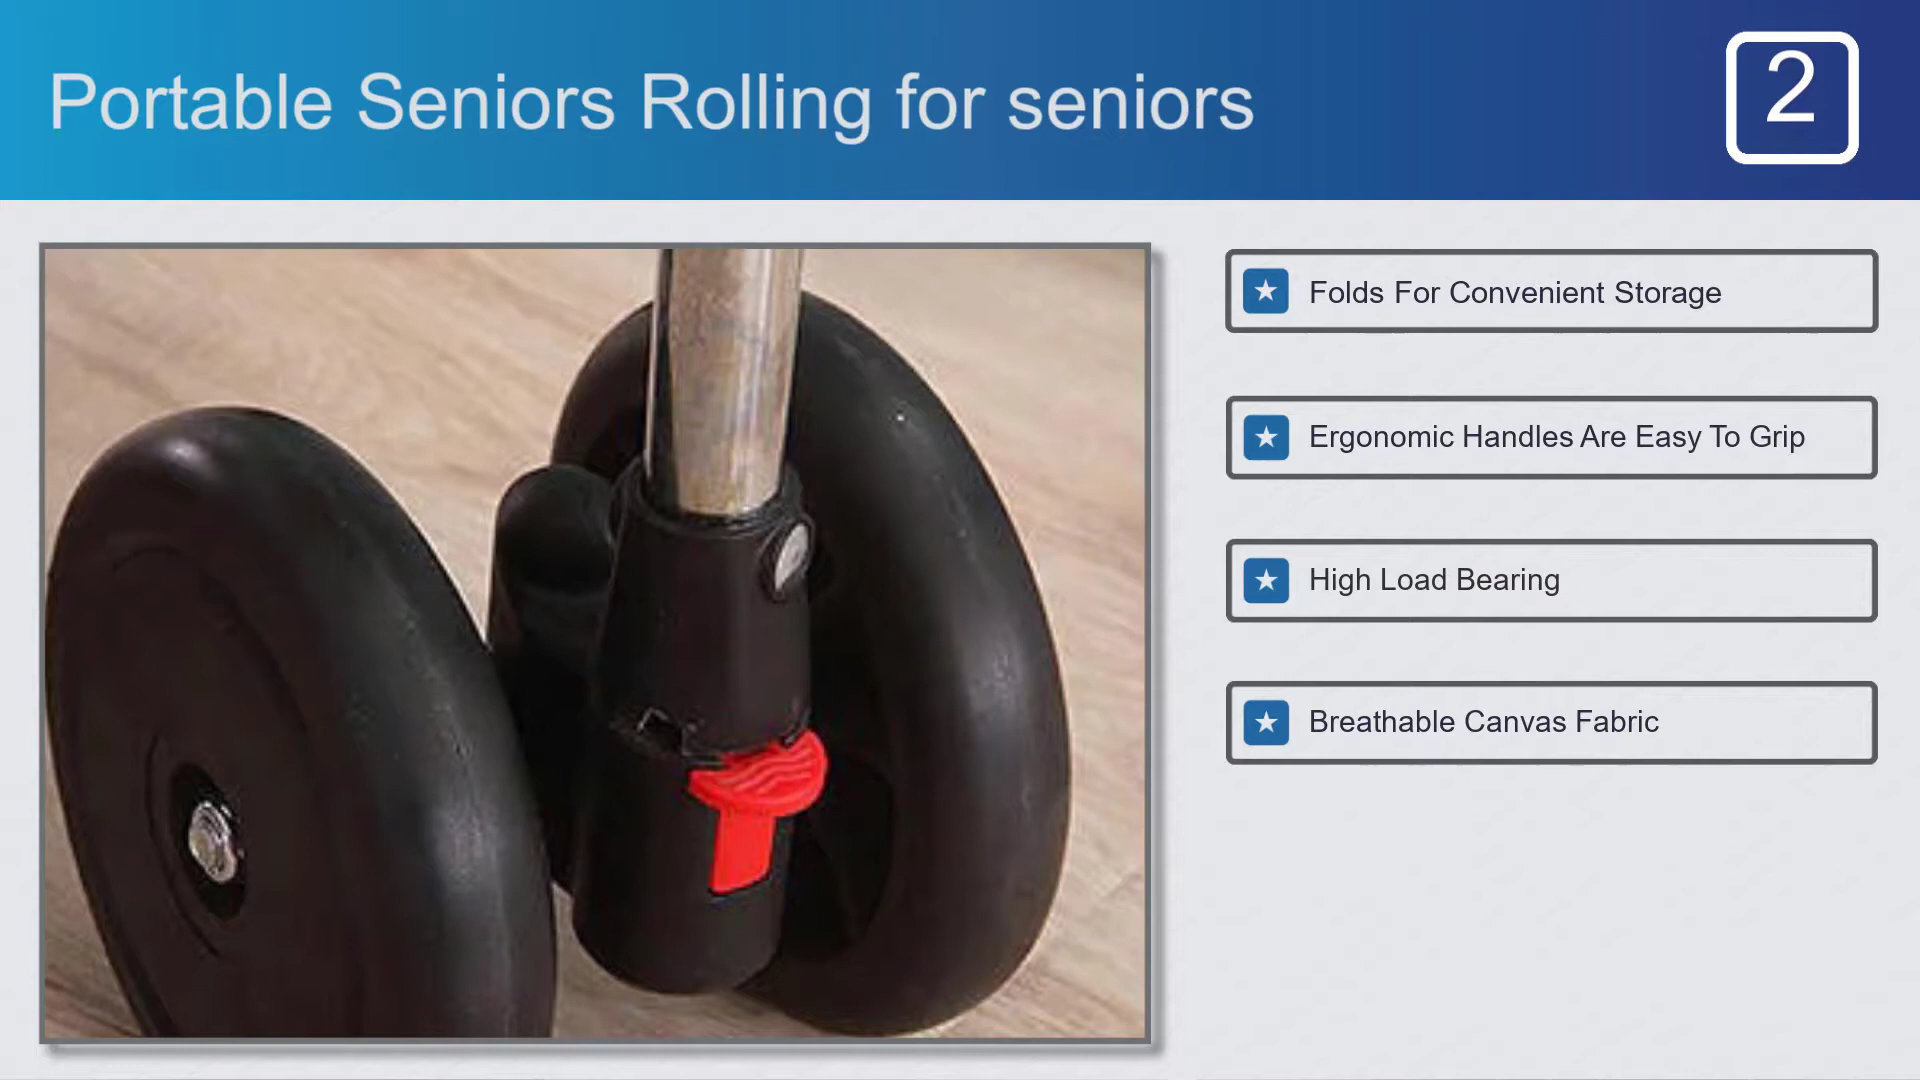 Portable Seniors Rolling for seniors
2
Folds For Convenient Storage
Ergonomic Handles Are Easy To Grip
High Load Bearing
Breathable Canvas Fabric